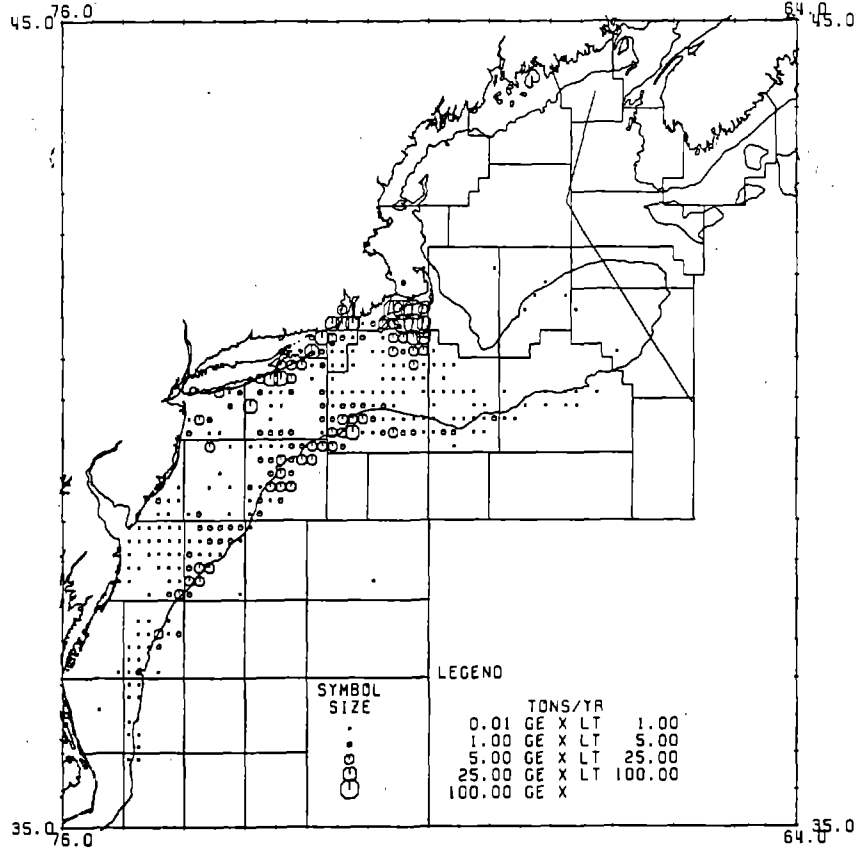 76.0
64.0
45.0
45.0
LEGEND
SYMBOL
SIZE
TONS/YR
0.01 GE X LT 1.00
1.00 GE X LT 5.00
5.00 GE X LT 25.00
25.00 GE X LT 100.00
100.00 GE X
35.0
35.0
76.0
64.0